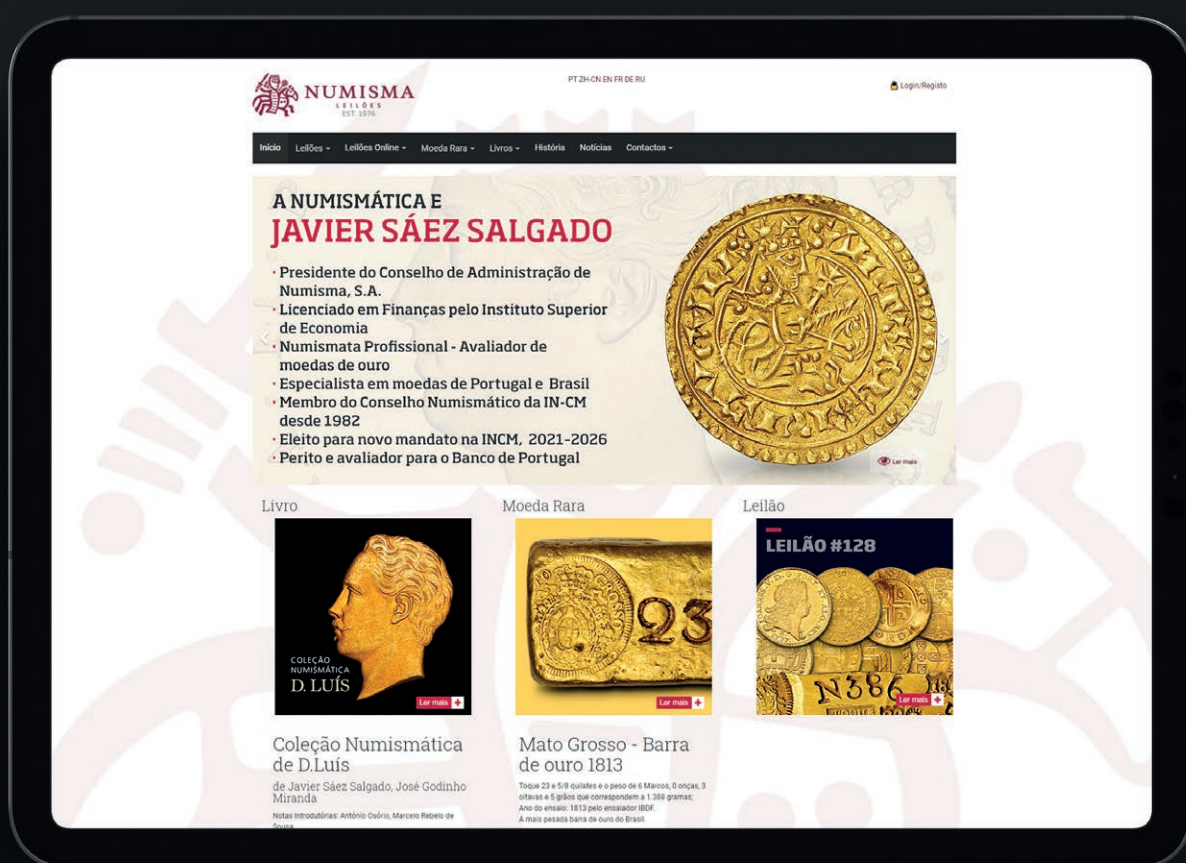 NUMISMA
LEILÕES
EST. 1976
PT ZH-CN EN FR DE RU
Login/Registo
Início Leilões Leilões Online Moeda Rara Livros História Notícias Contactos
A NUMISMÁTICA E
JAVIER SÁEZ SALGADO
· Presidente do Conselho de Administração de
Numisma, S.A.
· Licenciado em Finanças pelo Instituto Superior
de Economia
· Numismata Profissional - Avaliador de
moedas de ouro
· Especialista em moedas de Portugal e Brasil
· Membro do Conselho Numismático da IN-CM
desde 1982
· Eleito para novo mandato na INCM, 2021-2026
· Perito e avaliador para o Banco de Portugal
Ler mais
Livro
COLEÇÃO
NUMISMÁTICA
D. LUÍS
Ler mais
Coleção Numismática
de D.Luís
de Javier Sáez Salgado, José Godinho
Miranda
Notas Introdutórias: António Osório, Marcelo Rebelo de
Sousa
Moeda Rara
23
Ler mais
Mato Grosso - Barra
de ouro 1813
Toque 23 e 5/8 quilates e o peso de 6 Marcos, 0 onças, 3
oitavas e 5 grãos que correspondem a 1.388 gramas;
Ano do ensaio: 1813 pelo ensaiador IBDF.
A mais pesada barra de ouro do Brasil.
Leilão
LEILÃO #128
N386 18
Ler mais